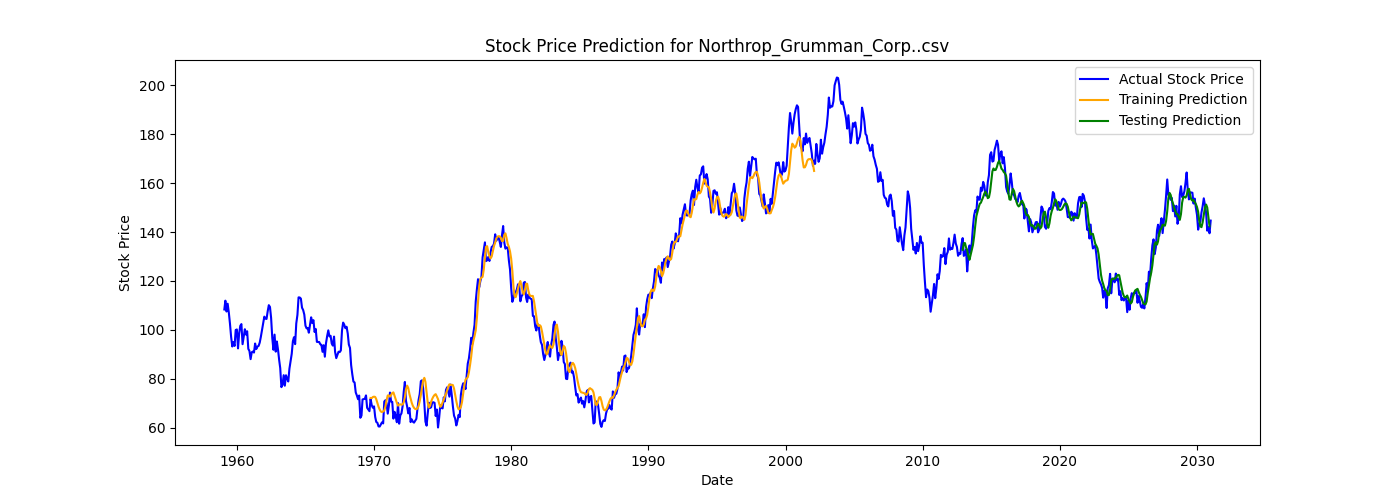 Stock Price Prediction for Northrop_Grumman_Corp..csv
Actual Stock Price
Training Prediction
Testing Prediction
Stock Price
200
180
160
140
120
100
80
60
1960 1970 1980 1990 2000 2010 2020 2030
Date